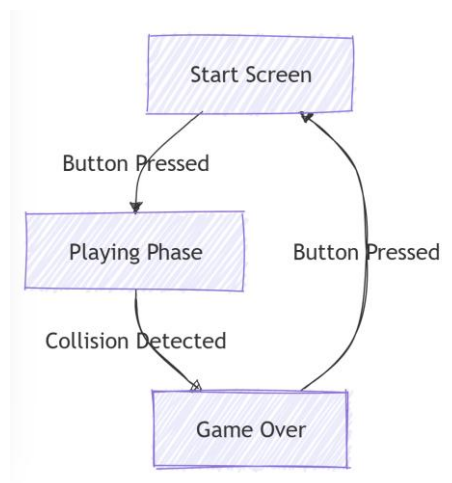 Start Screen
Button Pressed
Playing Phase
Button Pressed
Collision Detected
Game Over